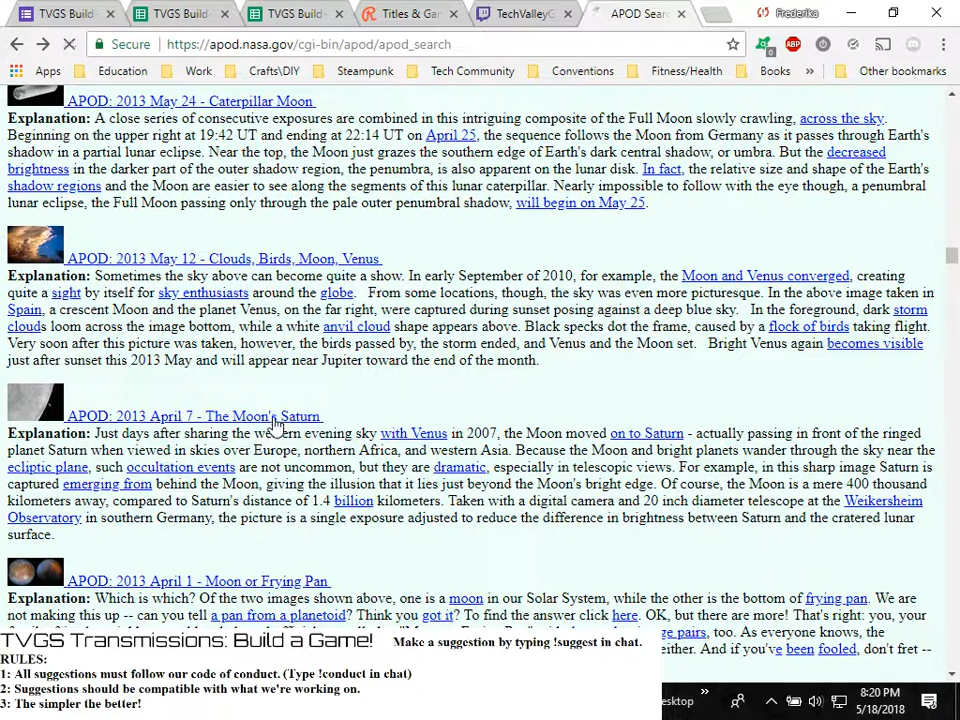 TVGS Build
TVGS Build
TVGS Build
Titles & Gar
TechValleyG
APOD Sear
Frederika
Secure
https://apod.nasa.gov/cgi-bin/apod/apod_search
Apps Education Work Crafts\DIY Steampunk Tech Community Conventions Fitness/Health Books » Other bookmarks
APOD: 2013 May 24 - Caterpillar Moon
Explanation: A close series of consecutive exposures are combined in this intriguing composite of the Full Moon slowly crawling, across the sky.
Beginning on the upper right at 19:42 UT and ending at 22:14 UT on April 25, the sequence follows the Moon from Germany as it passes through Earth's
shadow in a partial lunar eclipse. Near the top, the Moon just grazes the southern edge of Earth's dark central shadow, or umbra. But the decreased
brightness in the darker part of the outer shadow region, the penumbra, is also apparent on the lunar disk. In fact, the relative size and shape of the Earth's
shadow regions and the Moon are easier to see along the segments of this lunar caterpillar. Nearly impossible to follow with the eye though, a penumbral
lunar eclipse, the Full Moon passing only through the pale outer penumbral shadow, will begin on May 25.
APOD: 2013 May 12 - Clouds, Birds, Moon, Venus
Explanation: Sometimes the sky above can become quite a show. In early September of 2010, for example, the Moon and Venus converged, creating
quite a sight by itself for sky enthusiasts around the globe. From some locations, though, the sky was even more picturesque. In the above image taken in
Spain, a crescent Moon and the planet Venus, on the far right, were captured during sunset posing against a deep blue sky. In the foreground, dark storm
clouds loom across the image bottom, while a white anvil cloud shape appears above. Black specks dot the frame, caused by a flock of birds taking flight.
Very soon after this picture was taken, however, the birds passed by, the storm ended, and Venus and the Moon set. Bright Venus again becomes visible
just after sunset this 2013 May and will appear near Jupiter toward the end of the month.
APOD: 2013 April 7 - The Moon's Saturn
Explanation: Just days after sharing the western evening sky with Venus in 2007, the Moon moved on to Saturn - actually passing in front of the ringed
planet Saturn when viewed in skies over Europe, northern Africa, and western Asia. Because the Moon and bright planets wander through the sky near the
ecliptic plane, such occultation events are not uncommon, but they are dramatic, especially in telescopic views. For example, in this sharp image Saturn is
captured emerging from behind the Moon, giving the illusion that it lies just beyond the Moon's bright edge. Of course, the Moon is a mere 400 thousand
kilometers away, compared to Saturn's distance of 1.4 billion kilometers. Taken with a digital camera and 20 inch diameter telescope at the Weikersheim
Observatory in southern Germany, the picture is a single exposure adjusted to reduce the difference in brightness between Saturn and the cratered lunar
surface.
APOD: 2013 April 1 - Moon or Frying Pan
Explanation: Which is which? Of the two images shown above, one is a moon in our Solar System, while the other is the bottom of frying pan. We are
not making this up -- can you tell a pan from a planetoid? Think you got it? To find the answer click here. OK, but there are more! That's right: you, your
pairs, too. As everyone knows, the
either. And if you've been fooled, don't fret --
TVGS Transmissions: Build a Game! Make a suggestion by typing !suggest in chat.
RULES:
1: All suggestions must follow our code of conduct. (Type !conduct in chat)
2: Suggestions should be compatible with what we're working on.
3: The simpler the better!
esktop »
8:20 PM
5/18/2018